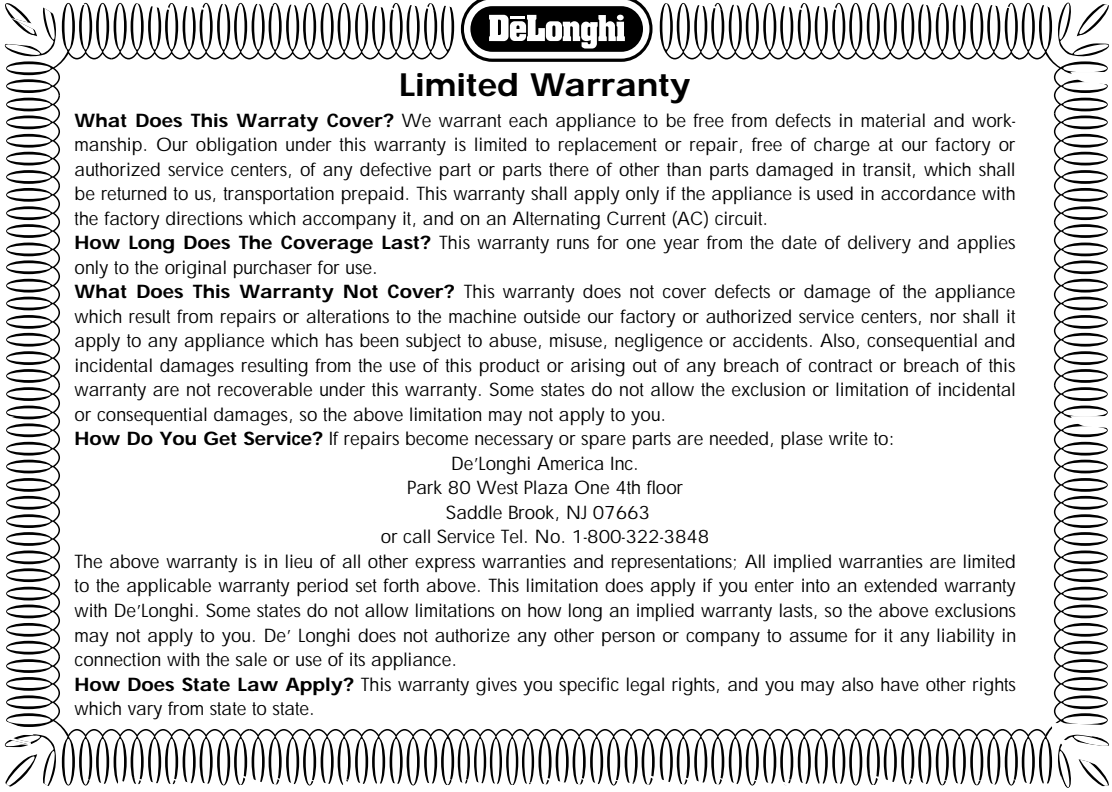 DēLonghi
Limited Warranty
What Does This Warraty Cover? We warrant each appliance to be free from defects in material and work-
manship. Our obligation under this warranty is limited to replacement or repair, free of charge at our factory or
authorized service centers, of any defective part or parts there of other than parts damaged in transit, which shall
be returned to us, transportation prepaid. This warranty shall apply only if the appliance is used in accordance with
the factory directions which accompany it, and on an Alternating Current (AC) circuit.
How Long Does The Coverage Last? This warranty runs for one year from the date of delivery and applies
only to the original purchaser for use.
What Does This Warranty Not Cover? This warranty does not cover defects or damage of the appliance
which result from repairs or alterations to the machine outside our factory or authorized service centers, nor shall it
apply to any appliance which has been subject to abuse, misuse, negligence or accidents. Also, consequential and
incidental damages resulting from the use of this product or arising out of any breach of contract or breach of this
warranty are not recoverable under this warranty. Some states do not allow the exclusion or limitation of incidental
or consequential damages, so the above limitation may not apply to you.
How Do You Get Service? If repairs become necessary or spare parts are needed, plase write to:
De'Longhi America Inc.
Park 80 West Plaza One 4th floor
Saddle Brook, NJ 07663
or call Service Tel. No. 1-800-322-3848
The above warranty is in lieu of all other express warranties and representations; All implied warranties are limited
to the applicable warranty period set forth above. This limitation does apply if you enter into an extended warranty
with De'Longhi. Some states do not allow limitations on how long an implied warranty lasts, so the above exclusions
may not apply to you. De' Longhi does not authorize any other person or company to assume for it any liability in
connection with the sale or use of its appliance.
How Does State Law Apply? This warranty gives you specific legal rights, and you may also have other rights
which vary from state to state.